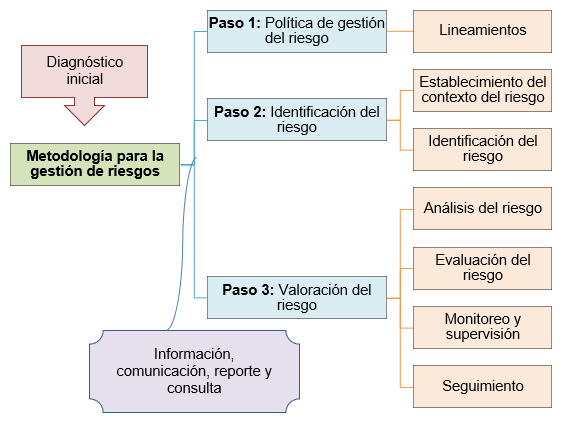 Diagnóstico
inicial
Metodología para la
gestión de riesgos
Paso 1: Política de gestión
del riesgo
Lineamientos
Paso 2: Identificación del
riesgo
Establecimiento del
contexto del riesgo
Identificación del
riesgo
Paso 3: Valoración del
riesgo
Análisis del riesgo
Evaluación del
riesgo
Monitoreo y
supervisión
Seguimiento
Información,
comunicación, reporte y
consulta